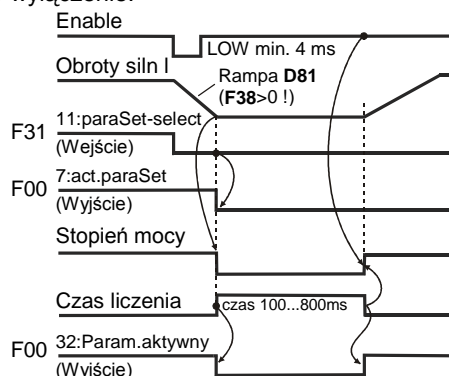 wyłączenie.
Enable
LOW min. 4 ms
Obroty siln l
Rampa D81
(F38>0 !)
11:paraSet-select
F31
(Wejście)
7:act.paraSet
F00
(Wyjście)
Stopień mocy
Czas liczenia
czas 100...800ms
32:Param.aktywny
F00
(Wyjście)